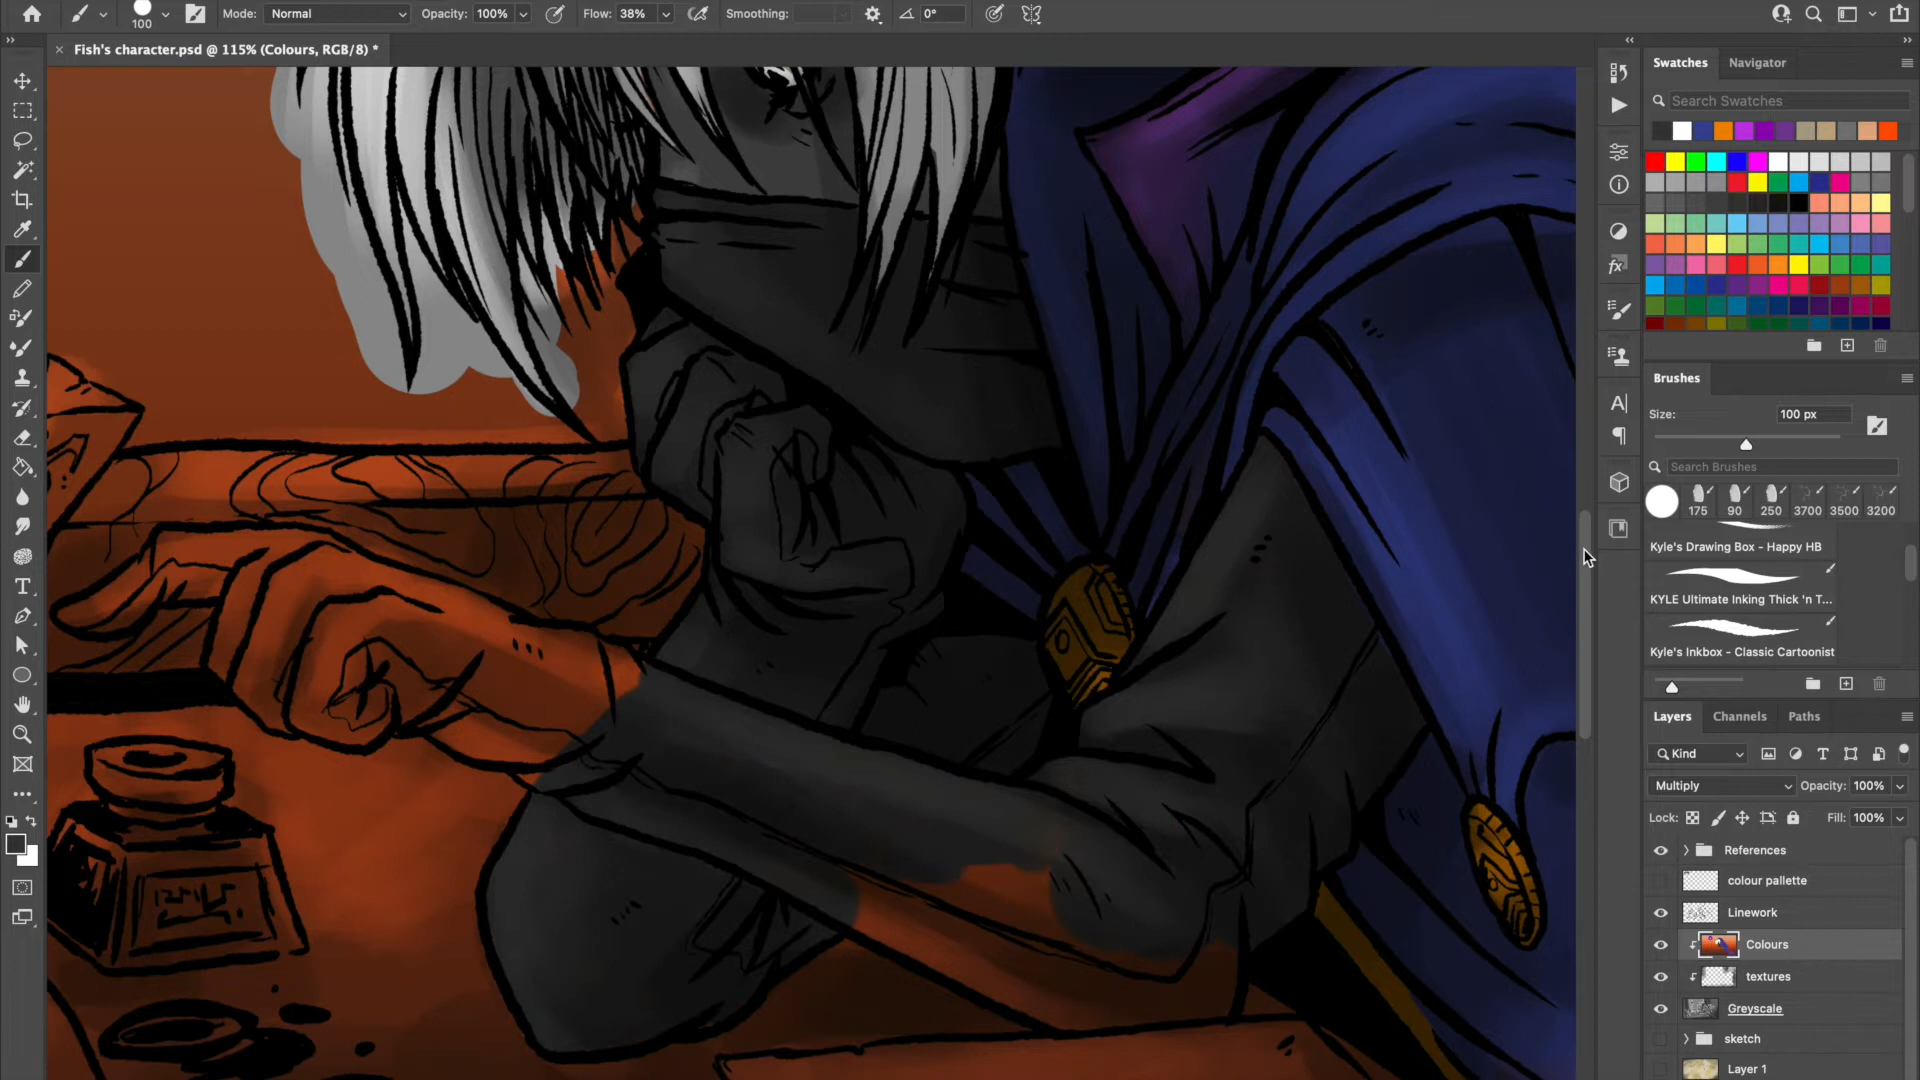 100
Mode: Normal
Opacity: 100%
Flow: 38%
Smoothing:
0°
Fish's character.psd @ 115% (Colours, RGB/8) *
Swatches
Navigator
Search Swatches
Brushes
Size: 100 px
Search Brushes
175 90 250 3700 3500 3200
Kyle's Drawing Box - Happy HB
KYLE Ultimate Inking Thick 'n T...
Kyle's Inkbox - Classic Cartoonist
Layers Channels Paths
Kind
Multiply Opacity: 100%
Lock: Fill: 100%
References
colour pallette
Linework
Colours
textures
Greyscale
sketch
Layer 1